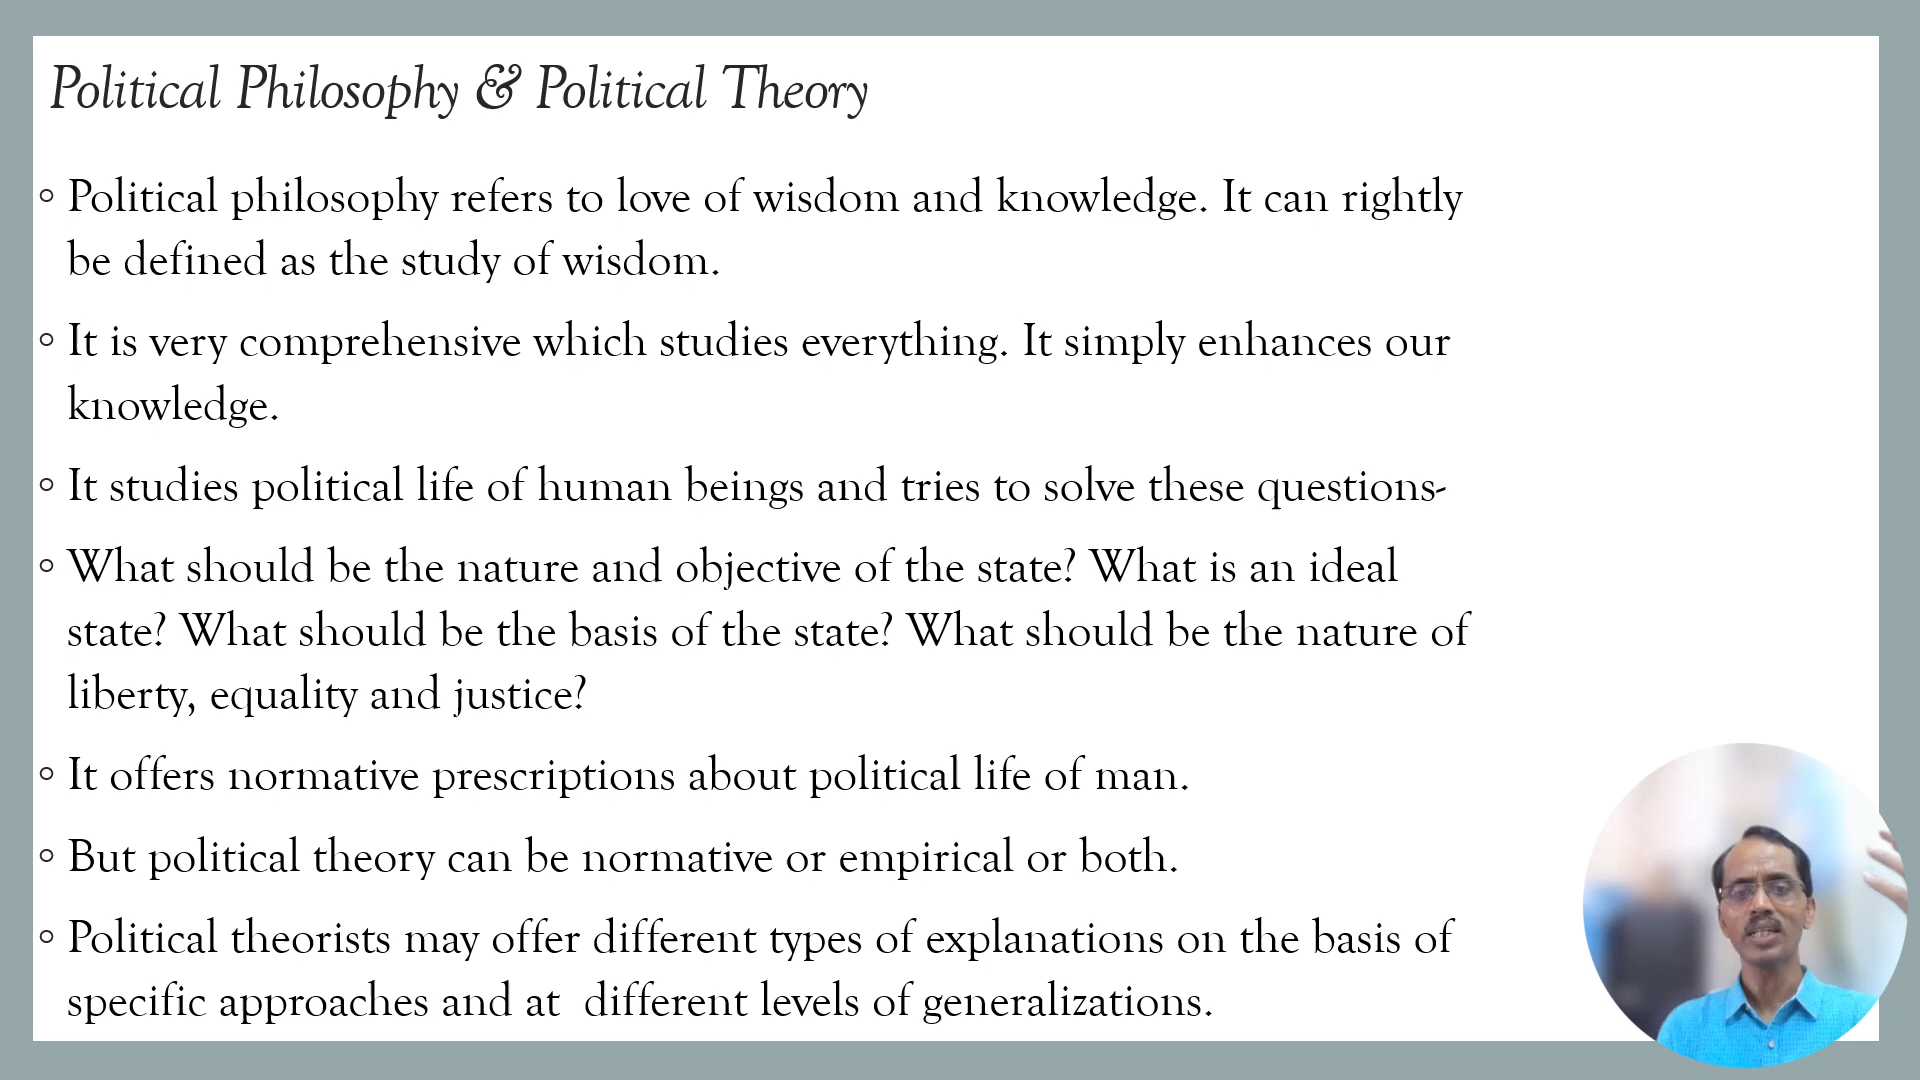 Political Philosophy & Political Theory
◦ Political philosophy refers to love of wisdom and knowledge. It can rightly
be defined as the study of wisdom.
◦ It is very comprehensive which studies everything. It simply enhances our
knowledge.
◦ It studies political life of human beings and tries to solve these questions-
◦ What should be the nature and objective of the state? What is an ideal
state? What should be the basis of the state? What should be the nature of
liberty, equality and justice?
◦ It offers normative prescriptions about political life of man.
◦ But political theory can be normative or empirical or both.
◦ Political theorists may offer different types of explanations on the basis of
specific approaches and at  different levels of generalizations.